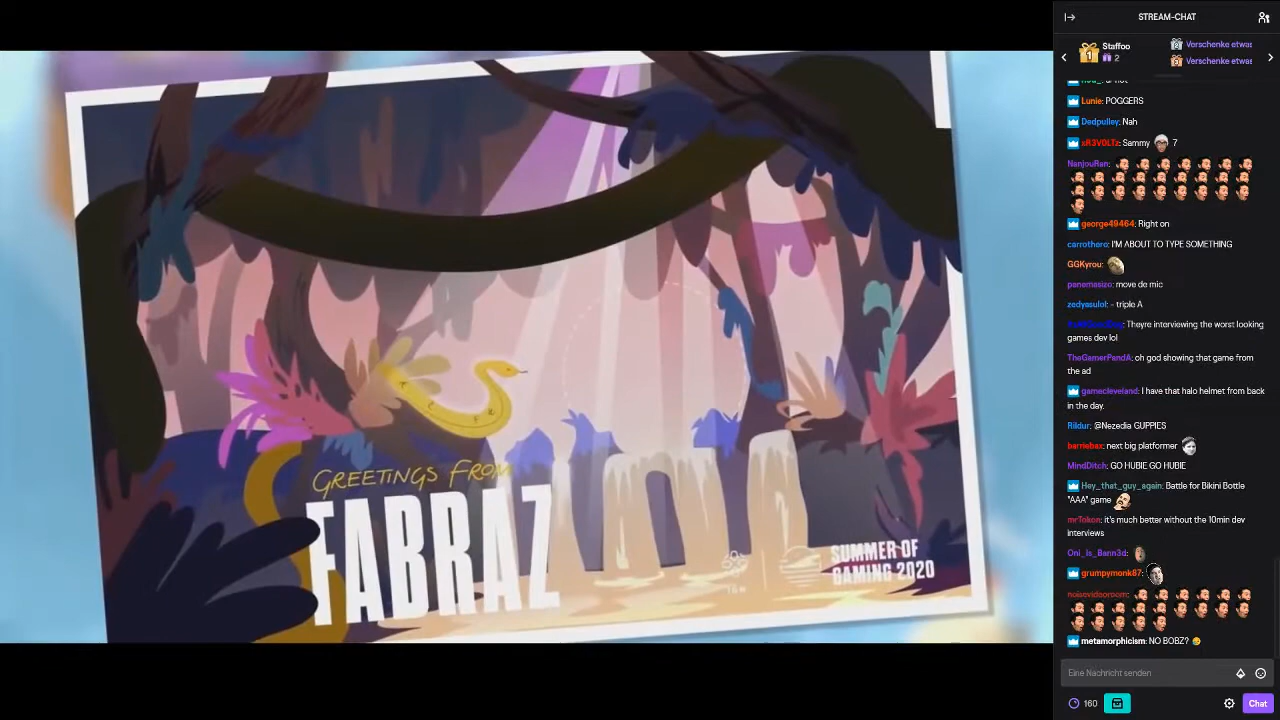 GREETINGS FROM
FABRAZ
SUMMER OF
GAMING 2020
STREAM-CHAT
Staffoo
2
Verschenke etwas
Verschenke etwas
Lunie: POGGERS
Dedpulley: Nah
xR3V0LTz: Sammy 7
NanjouRan:
george49464: Right on
carrothero: I'M ABOUT TO TYPE SOMETHING
GGKyrou:
panemasizo: move de mic
zedyasulol: - triple A
Theyre interviewing the worst looking
games dev lol
TheGamerPandA: oh god showing that game from
the ad
gamecleveland: I have that halo helmet from back
in the day.
Rildur: @Nezedia GUPPIES
barriebax: next big platformer
MindDitch: GO HUBIE GO HUBIE
Hey_that_guy_again: Battle for Bikini Bottle
"AAA" game
mrTokon: it's much better without the 10min dev
interviews
Oni_Is_Bann3d:
grumpymonk87:
noisevideoroom:
metamorphicism: NO BOBZ?
Eine Nachricht senden
160
Chat